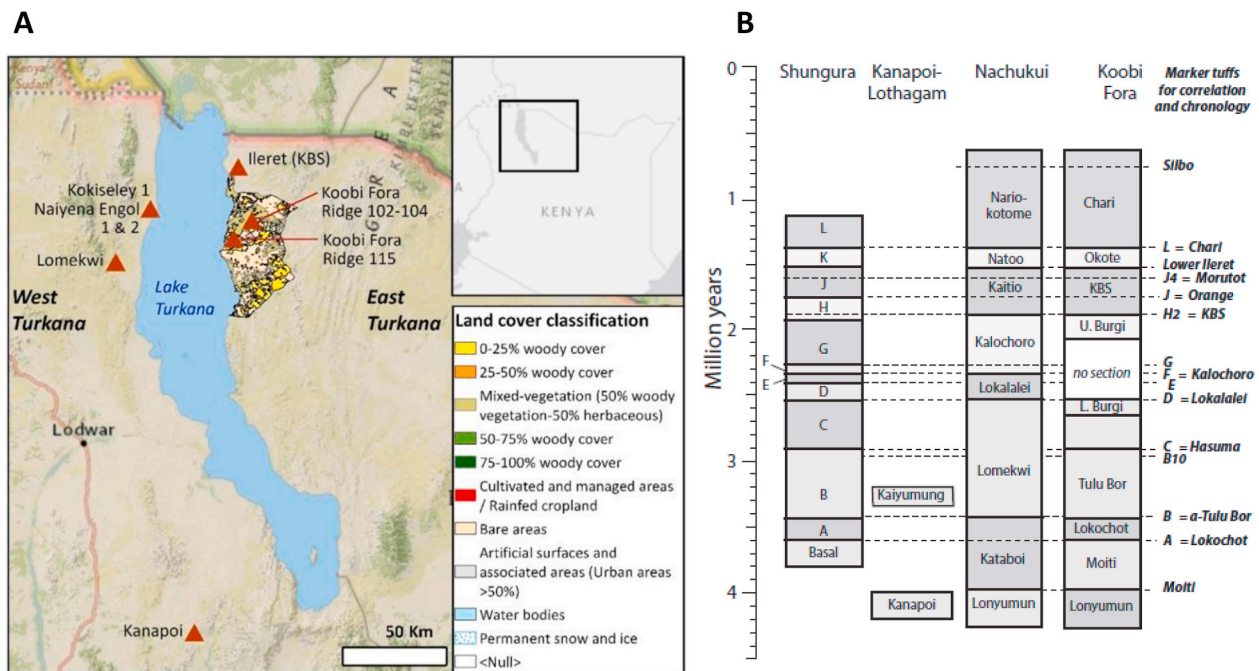 A
Kenya
Sudan
Ileret (KBS)
Kokiseley 1
Naiyena Engol
1 & 2
Koobi Fora
Ridge 102-104
Koobi Fora
Ridge 115
Lomekwi
West
Turkana
Lake
Turkana
East
Turkana
Lodwar
Kanapoi
50 Km
KENYA
Land cover classification
0-25% woody cover
25-50% woody cover
Mixed-vegetation (50% woody
vegetation-50% herbaceous)
50-75% woody cover
75-100% woody cover
Cultivated and managed areas
/ Rainfed cropland
Bare areas
Artificial surfaces and
associated areas (Urban areas
>50%)
Water bodies
Permanent snow and ice
<Null>
B
Million years
0
1
2
3
4
Shungura
L
K
J
H
G
F
E
D
C
B
A
Basal
Kanapoi-
Lothagam
Kaiyumung
Kanapoi
Nachukui
Nario-
kotome
Natoo
Kaitio
Kalochoro
Lokalalei
Lomekwi
Kataboi
Lonyumun
Koobi
Fora
Chari
Okote
KBS
U. Burgi
no section
L. Burgi
Tulu Bor
Lokochot
Moiti
Lonyumun
Marker tuffs
for correlation
and chronology
Silbo
L = Chari
Lower Ileret
J4 = Morutot
J = Orange
H2 = KBS
G
F = Kalochoro
E
D = Lokalalei
C = Hasuma
B10
B = a-Tulu Bor
A = Lokochot
Moiti